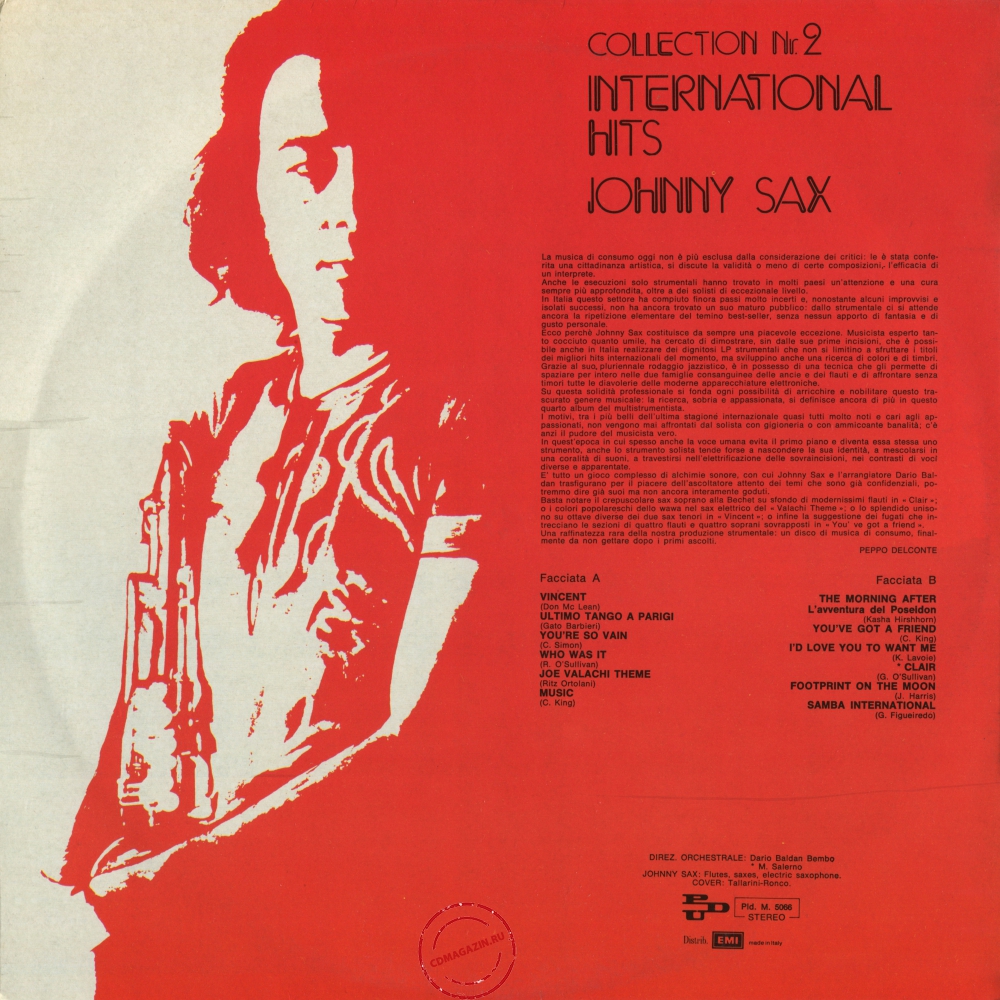 COLLECTION Nr. 2
INTERNATIONAL
HITS
JOHNNY SAX
La musica di consumo oggi non è più esclusa dalla considerazione dei critici: le è stata confe-
rita una cittadinanza artistica, si discute la validità o meno di certe composizioni, l'efficacia di
un interprete.
Anche le esecuzioni solo strumentali hanno trovato in molti paesi un'attenzione e una cura
sempre più approfondita, oltre a dei solisti di eccezionale livello.
In Italia questo settore ha compiuto finora passi molto incerti e, nonostante alcuni improvvisi e
isolati successi, non ha ancora trovato un suo maturo pubblico: dallo strumentale ci si attende
ancora la ripetizione elementare del temino best-seller, senza nessun apporto di fantasia e di
gusto personale.
Ecco perchè Johnny Sax costituisce da sempre una piacevole eccezione. Musicista esperto tan-
to cocciuto quanto umile, ha cercato di dimostrare, sin dalle sue prime incisioni, che è possi-
bile anche in Italia realizzare dei dignitosi LP strumentali che non si limitino a sfruttare i titoli
dei migliori hits internazionali del momento, ma sviluppino anche una ricerca di colori e di timbri.
Grazie al suo pluriennale rodaggio jazzistico, è in possesso di una tecnica che gli permette di
spaziare per intero nelle due famiglie consanguinee delle ancie e dei flauti e di affrontare senza
timori tutte le diavolerie delle moderne apparecchiature elettroniche.
Su questa solidità professionale si fonda ogni possibilità di arricchire e nobilitare questo tra-
scurato genere musicale: la ricerca, sobria e appassionata, si definisce ancora di più in questo
quarto album del multistrumentista.
I motivi, tra i più belli dell'ultima stagione internazionale quasi tutti molto noti e cari agli ap-
passionati, non vengono mai affrontati dal solista con gigioneria o con ammiccante banalità; c'è
anzi il pudore del musicista vero.
In quest'epoca in cui spesso anche la voce umana evita il primo piano e diventa essa stessa uno
strumento, anche lo strumento solista tende forse a nascondere la sua identità, a mescolarsi in
una coralità di suoni, a travestirsi nell'elettrificazione delle sovraincisioni, nei contrasti di voci
diverse e apparentate.
E' tutto un gioco complesso di alchimie sonore, con cui Johnny Sax e l'arrangiatore Dario Bal-
dan trasfigurano per il piacere dell'ascoltatore attento dei temi che sono già confidenziali, po-
tremmo dire già suoi ma non ancora interamente goduti.
Basta notare il crepuscolare sax soprano alla Bechet su sfondo di modernissimi flauti in « Clair »;
o i colori popolareschi dello wawa nel sax elettrico del « Valachi Theme »; o lo splendido uniso-
no su ottave diverse dei due sax tenori in « Vincent »; o infine la suggestione dei fugati che in-
trecciano le sezioni di quattro flauti e quattro soprani sovrapposti in « You' ve got a friend ».
Una raffinatezza rara della nostra produzione strumentale: un disco di musica di consumo, final-
mente da non gettare dopo i primi ascolti.
PEPPO DELCONTE
Facciata A
VINCENT
(Don Mc Lean)
ULTIMO TANGO A PARIGI
(Gato Barbieri)
YOU'RE SO VAIN
(C. Simon)
WHO WAS IT
(R. O'Sullivan)
JOE VALACHI THEME
(Ritz Ortolani)
MUSIC
(C. King)
Facciata B
THE MORNING AFTER
L'avventura del Poseidon
(Kasha Hirshhorn)
YOU'VE GOT A FRIEND
(C. King)
I'D LOVE YOU TO WANT ME
(K. Lavoie)
* CLAIR
(G. O'Sullivan)
FOOTPRINT ON THE MOON
(J. Harris)
SAMBA INTERNATIONAL
(G. Figueiredo)
DIREZ. ORCHESTRALE: Dario Baldan Bembo
* M. Salerno
JOHNNY SAX: Flutes, saxes, electric saxophone.
COVER: Tallarini-Ronco.
PDU
Pld. M. 5066
STEREO
Distrib. EMI made in Italy
CDMAGAZIN.RU